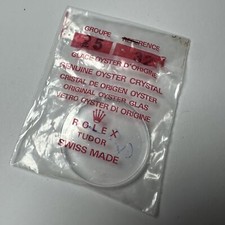 GROUPE REFERENCE
25
GLACE OYSTER D'ORIGINE
GENUINE OYSTER CRYSTAL
CRISTAL DE ORIGEN OYSTER
ORIGINAL OYSTER GLAS
VETRO OYSTER DI ORIGINE
ROLEX
TUDOR
SWISS MADE